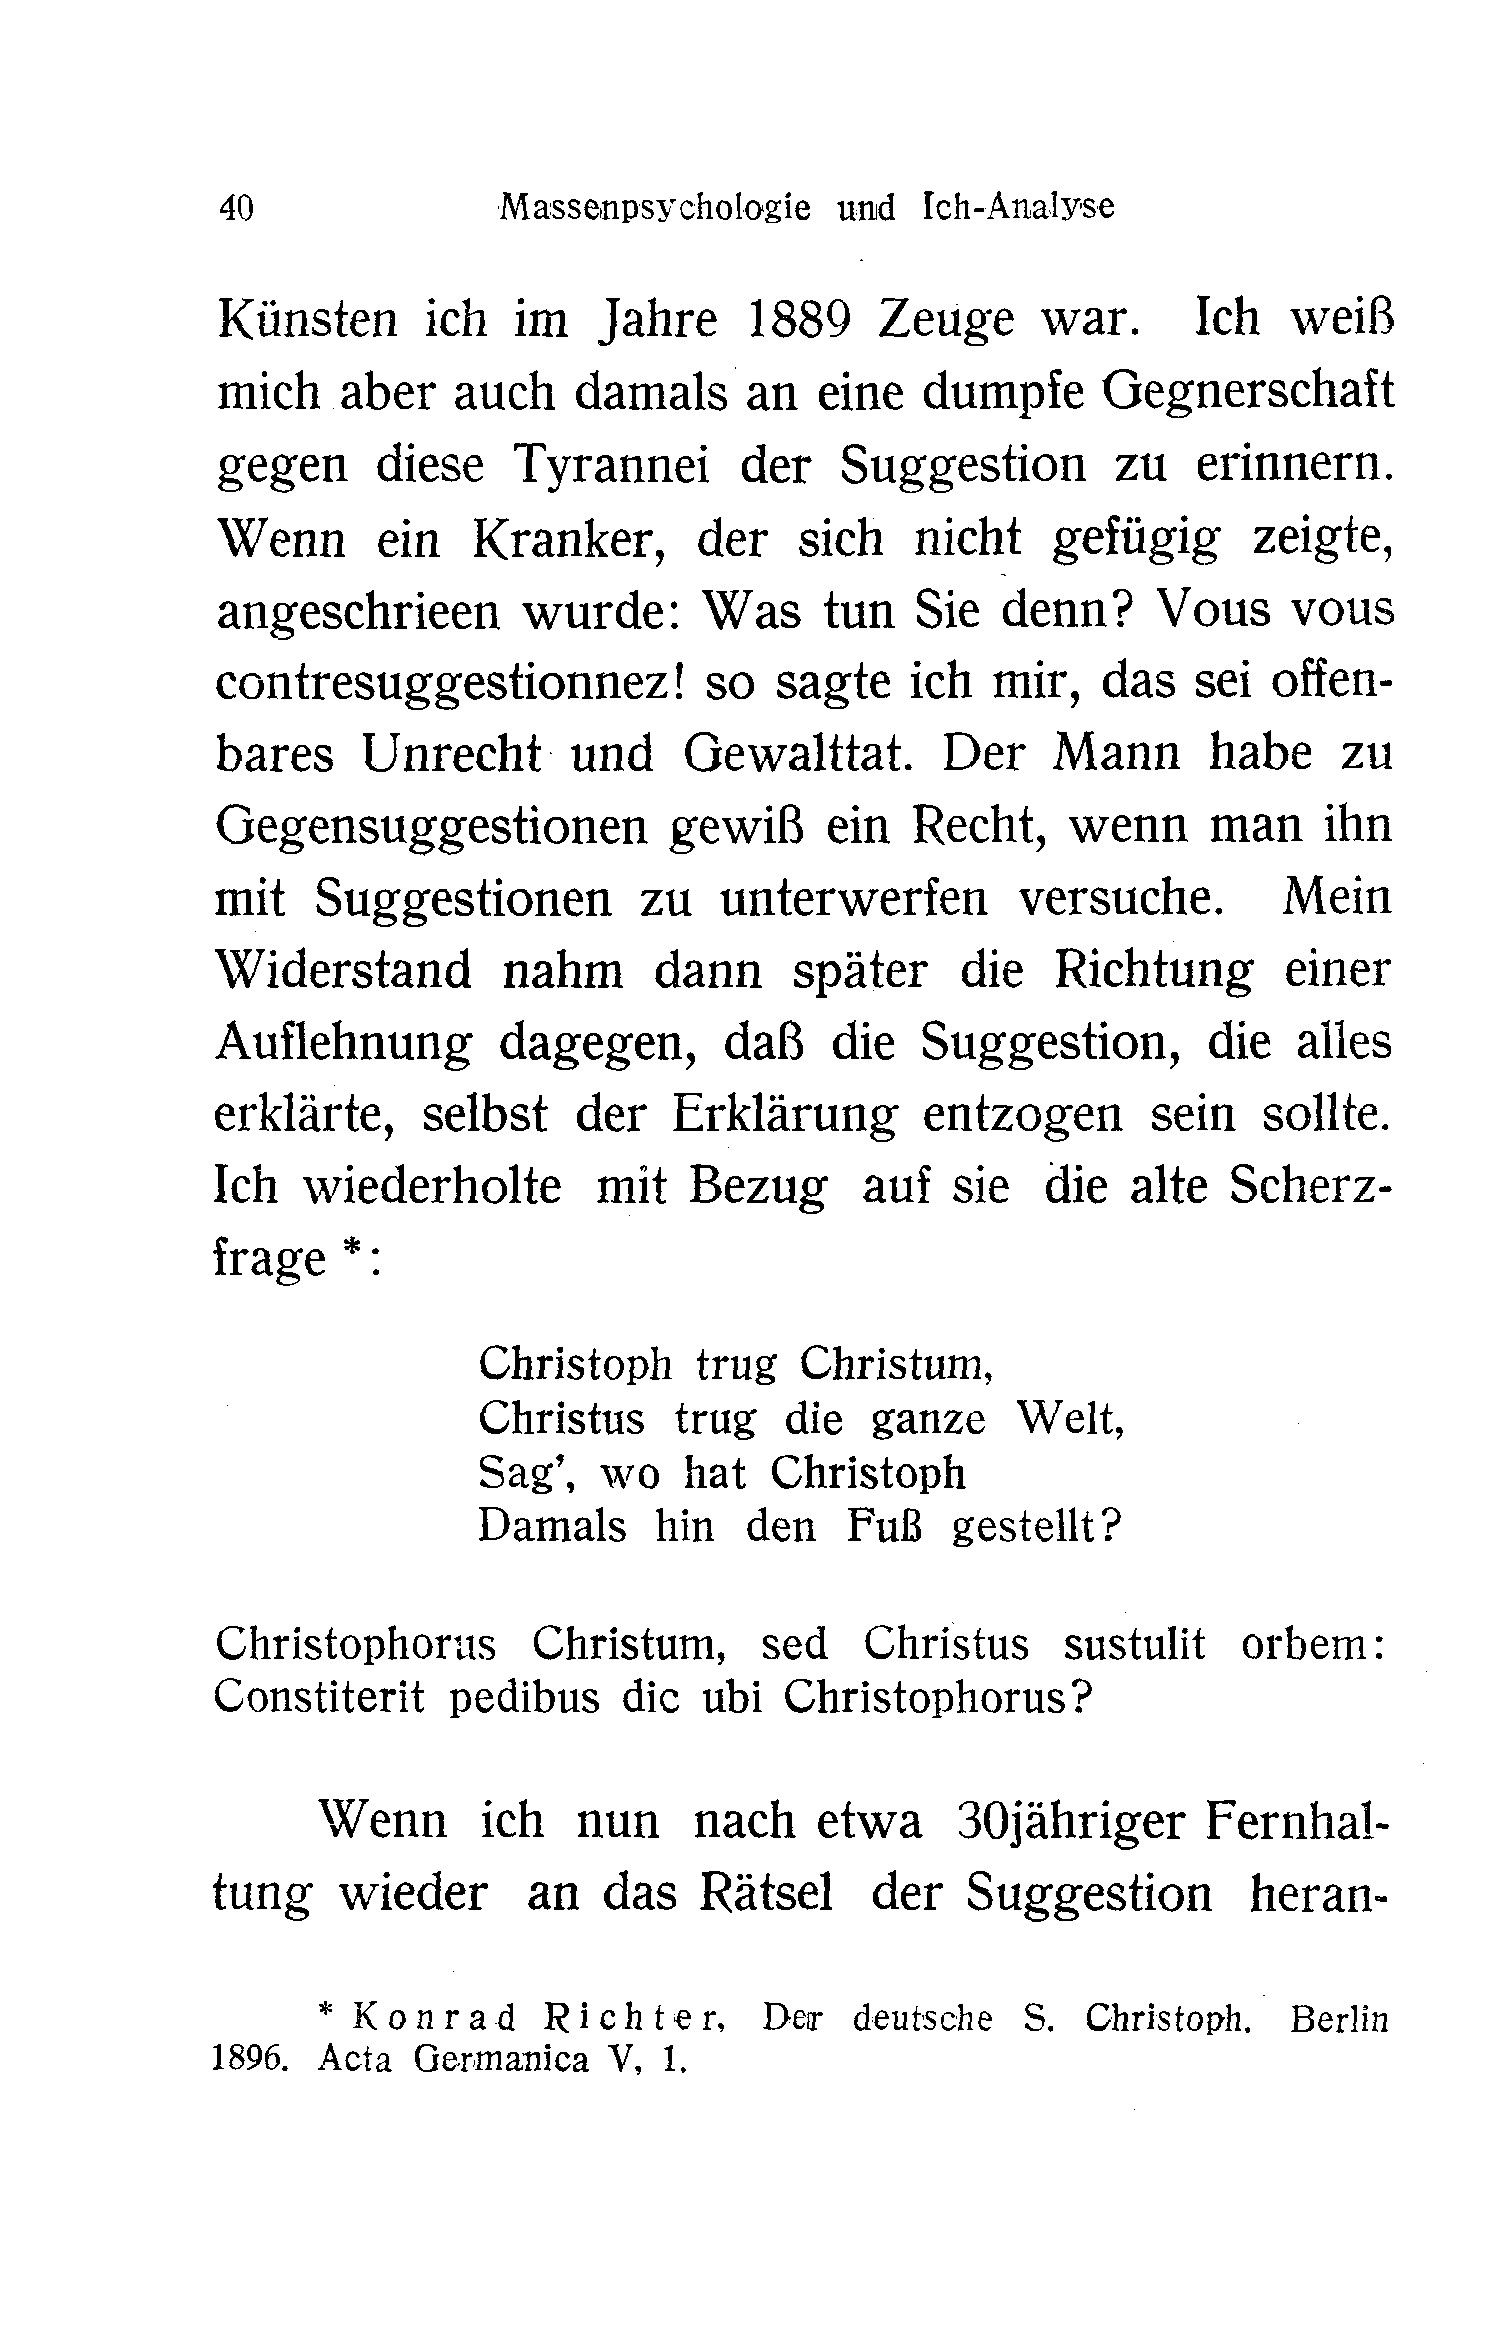 40 Massenpsychologie und Ich-Analyse
Künsten ich im Jahre 1889 Zeuge war. Ich weiß
mich aber auch damals an eine dumpfe Gegnerschaft
gegen diese Tyrannei der Suggestion zu erinnern.
Wenn ein Kranker, der sich nicht gefügig zeigte,
angeschrieen wurde: Was tun Sie denn? Vous vous
contresuggestionnez! so sagte ich mir, das sei offen-
bares Unrecht und Gewalttat. Der Mann habe zu
Gegensuggestionen gewiß ein Recht, wenn man ihn
mit Suggestionen zu unterwerfen versuche. Mein
Widerstand nahm dann später die Richtung einer
Auflehnung dagegen, daß die Suggestion, die alles
erklärte, selbst der Erklärung entzogen sein sollte.
Ich wiederholte mit Bezug auf sie die alte Scherz-
frage *:
Christoph trug Christum,
Christus trug die ganze Welt,
Sag', wo hat Christoph
Damals hin den Fuß gestellt?
Christophorus Christum, sed Christus sustulit orbem:
Constiterit pedibus dic ubi Christophorus?
Wenn ich nun nach etwa 30jähriger Fernhal-
tung wieder an das Rätsel der Suggestion heran-
* Konrad Richter, Der deutsche S. Christoph. Berlin
1896. Acta Germanica V, 1.